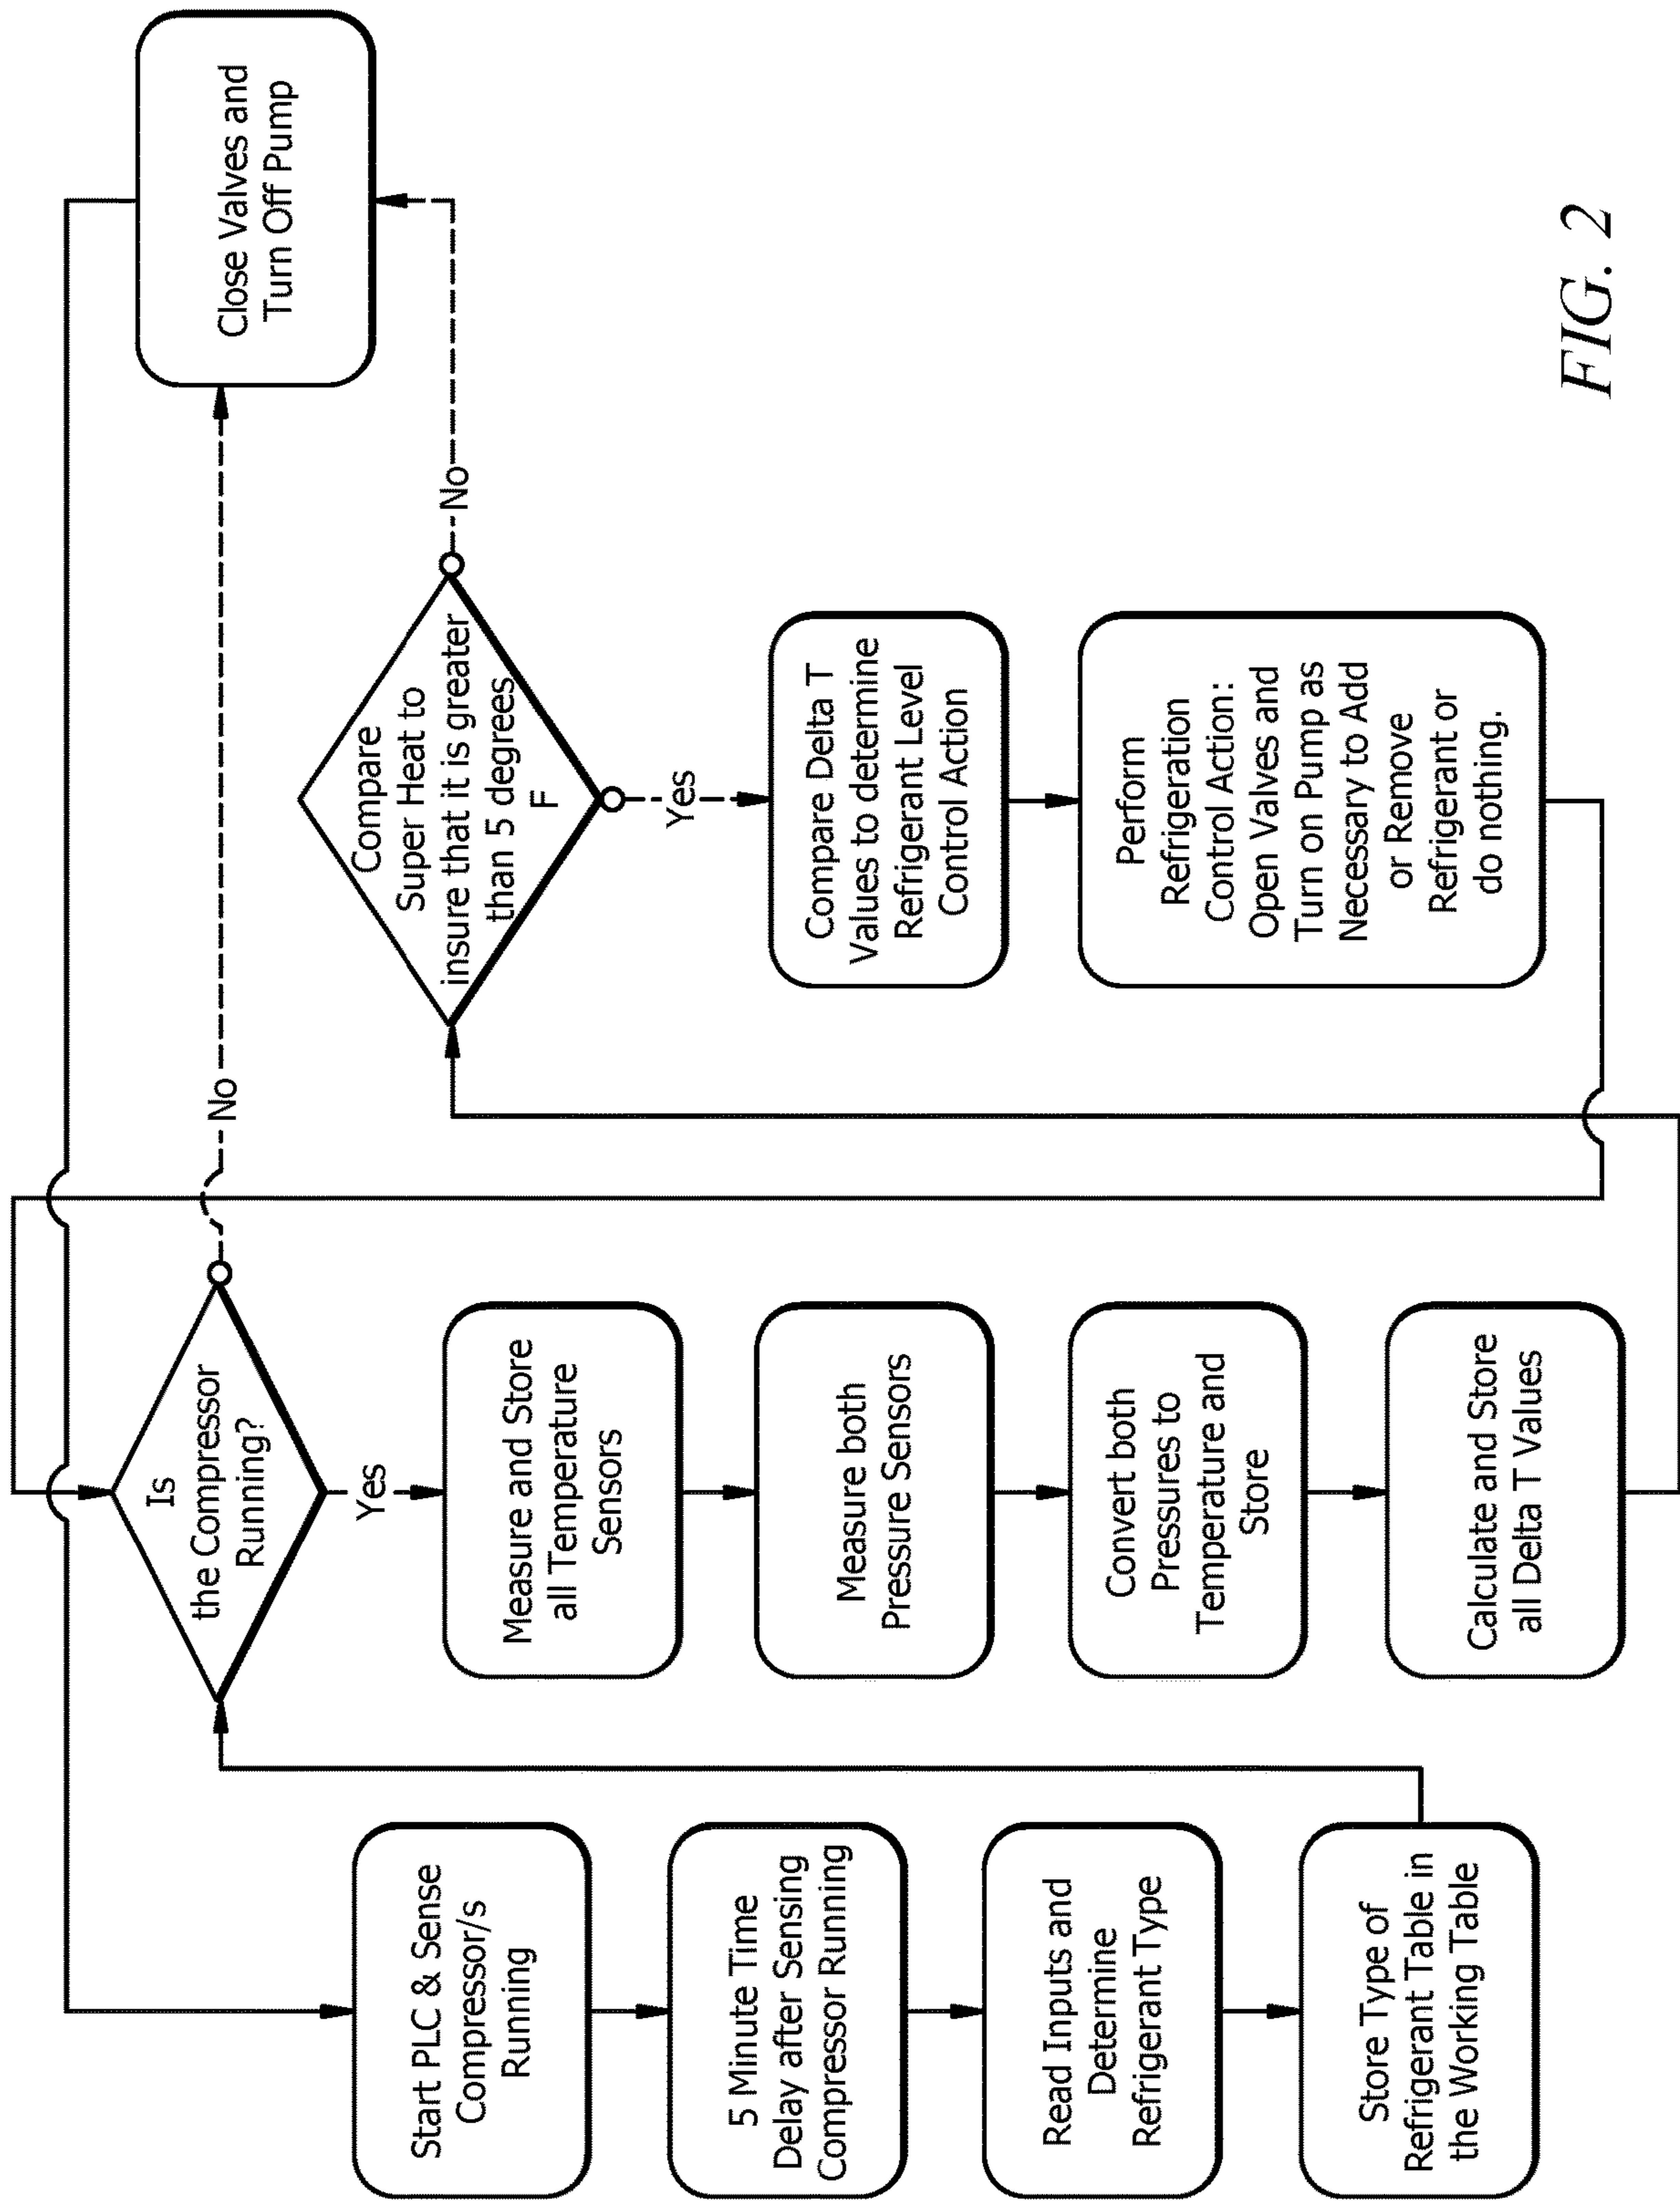 Start PLC & Sense
Compressor/s
Running
5 Minute Time
Delay after Sensing
Compressor Running
Read Inputs and
Determine
Refrigerant Type
Store Type of
Refrigerant Table in
the Working Table
Is
the Compressor
Running?
No
Yes
Measure and Store
all Temperature
Sensors
Measure both
Pressure Sensors
Convert both
Pressures to
Temperature and
Store
Calculate and Store
all Delta T Values
Compare
Super Heat to
insure that it is greater
than 5 degrees
F
No
Yes
Compare Delta T
Values to determine
Refrigerant Level
Control Action
Perform
Refrigeration
Control Action:
Open Valves and
Turn on Pump as
Necessary to Add
or Remove
Refrigerant or
do nothing.
Close Valves and
Turn Off Pump
FIG. 2